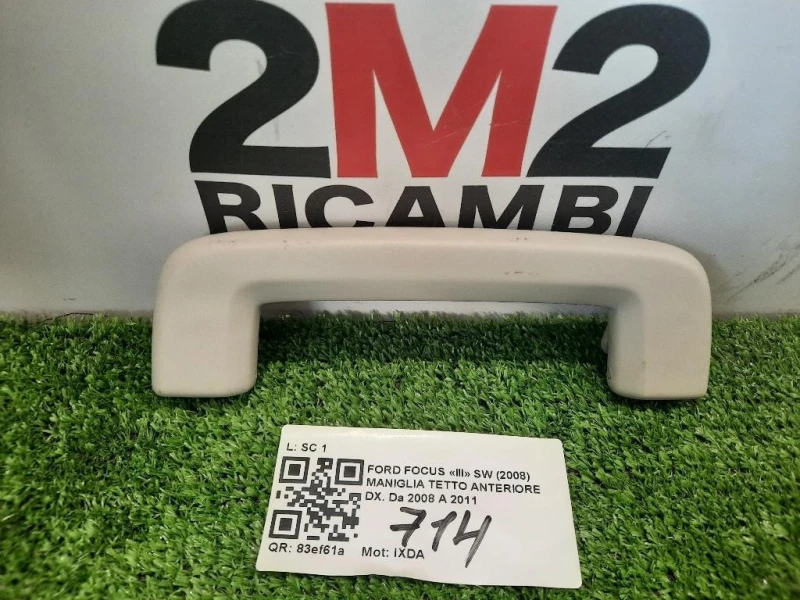 2M2
RICAMBI
L: SC 1
FORD FOCUS «III» SW (2008)
MANIGLIA TETTO ANTERIORE
DX. Da 2008 A 2011
714
QR: 83ef61a Mot: IXDA